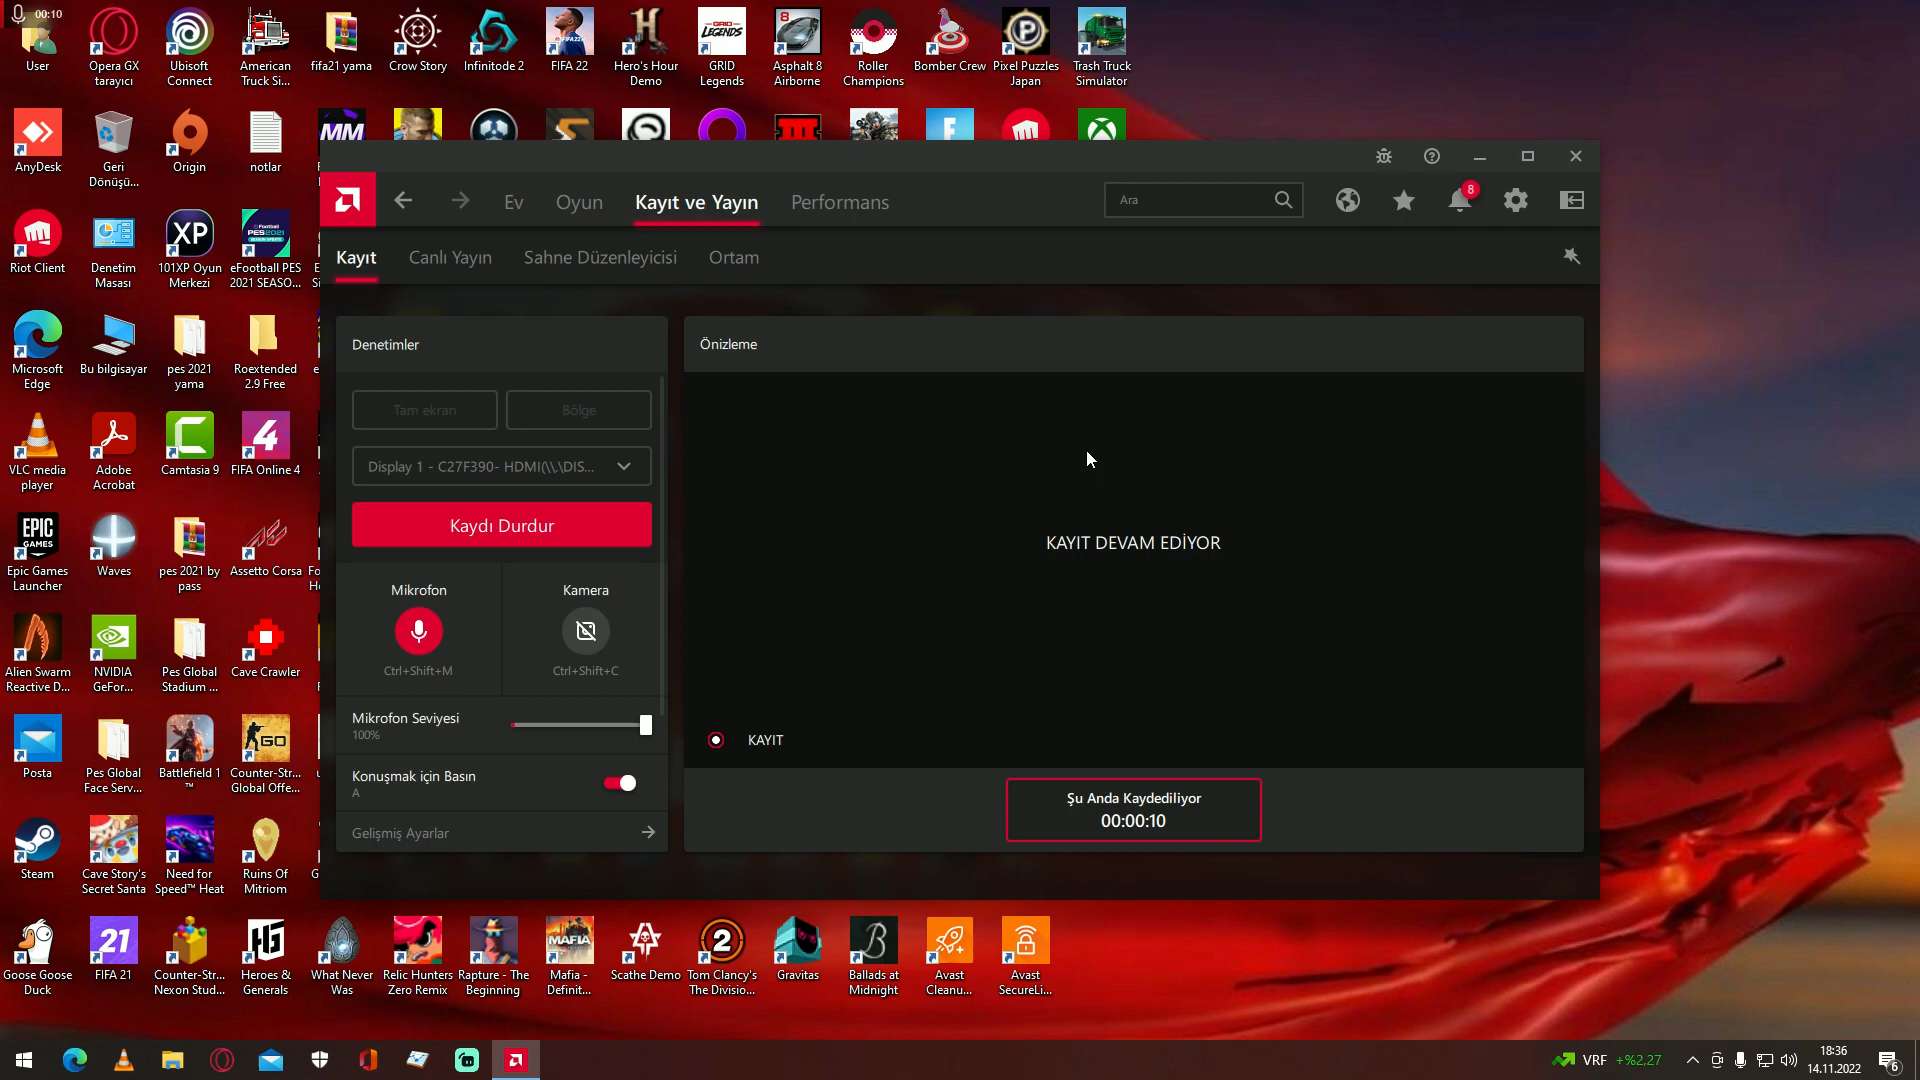 00:10
User
Opera GX
tarayıcı
Ubisoft
Connect
American
Truck Si...
fifa21 yama
Crow Story
Infinitode 2
FIFA 22
Hero's Hour
Demo
GRID
Legends
Asphalt 8
Airborne
Roller
Champions
Bomber Crew
Pixel Puzzles
Japan
Trash Truck
Simulator
AnyDesk
Geri
Dönüşü...
Origin
notlar
Riot Client
Denetim
Masası
101XP Oyun
Merkezi
eFootball PES
2021 SEASO...
Microsoft
Edge
Bu bilgisayar
pes 2021
yama
Roextended
2.9 Free
VLC media
player
Adobe
Acrobat
Camtasia 9
FIFA Online 4
Epic Games
Launcher
Waves
pes 2021 by
pass
Assetto Corsa
Alien Swarm
Reactive D...
NVIDIA
GeFor...
Pes Global
Stadium ...
Cave Crawler
Posta
Pes Global
Face Serv...
Battlefield 1
™
Counter-Str...
Global Offe...
Steam
Cave Story's
Secret Santa
Need for
Speed™ Heat
Ruins Of
Mitriom
Goose Goose
Duck
FIFA 21
Counter-Str...
Nexon Stud...
Heroes &
Generals
What Never
Was
Relic Hunters
Zero Remix
Rapture - The
Beginning
Mafia -
Definit...
Scathe Demo
Tom Clancy's
The Divisio...
Gravitas
Ballads at
Midnight
Avast
Cleanu...
Avast
SecureLi...
Ev
Oyun
Kayıt ve Yayın
Performans
Ara
8
Kayıt
Canlı Yayın
Sahne Düzenleyicisi
Ortam
Denetimler
Tam ekran
Bölge
Display 1 - C27F390- HDMI(\\.\DIS...
Kaydı Durdur
Mikrofon
Kamera
Ctrl+Shift+M
Ctrl+Shift+C
Mikrofon Seviyesi
100%
Konuşmak için Basın
A
Gelişmiş Ayarlar
Önizleme
KAYIT DEVAM EDİYOR
KAYIT
Şu Anda Kaydediliyor
00:00:10
VRF +%2,27
18:36
14.11.2022
6